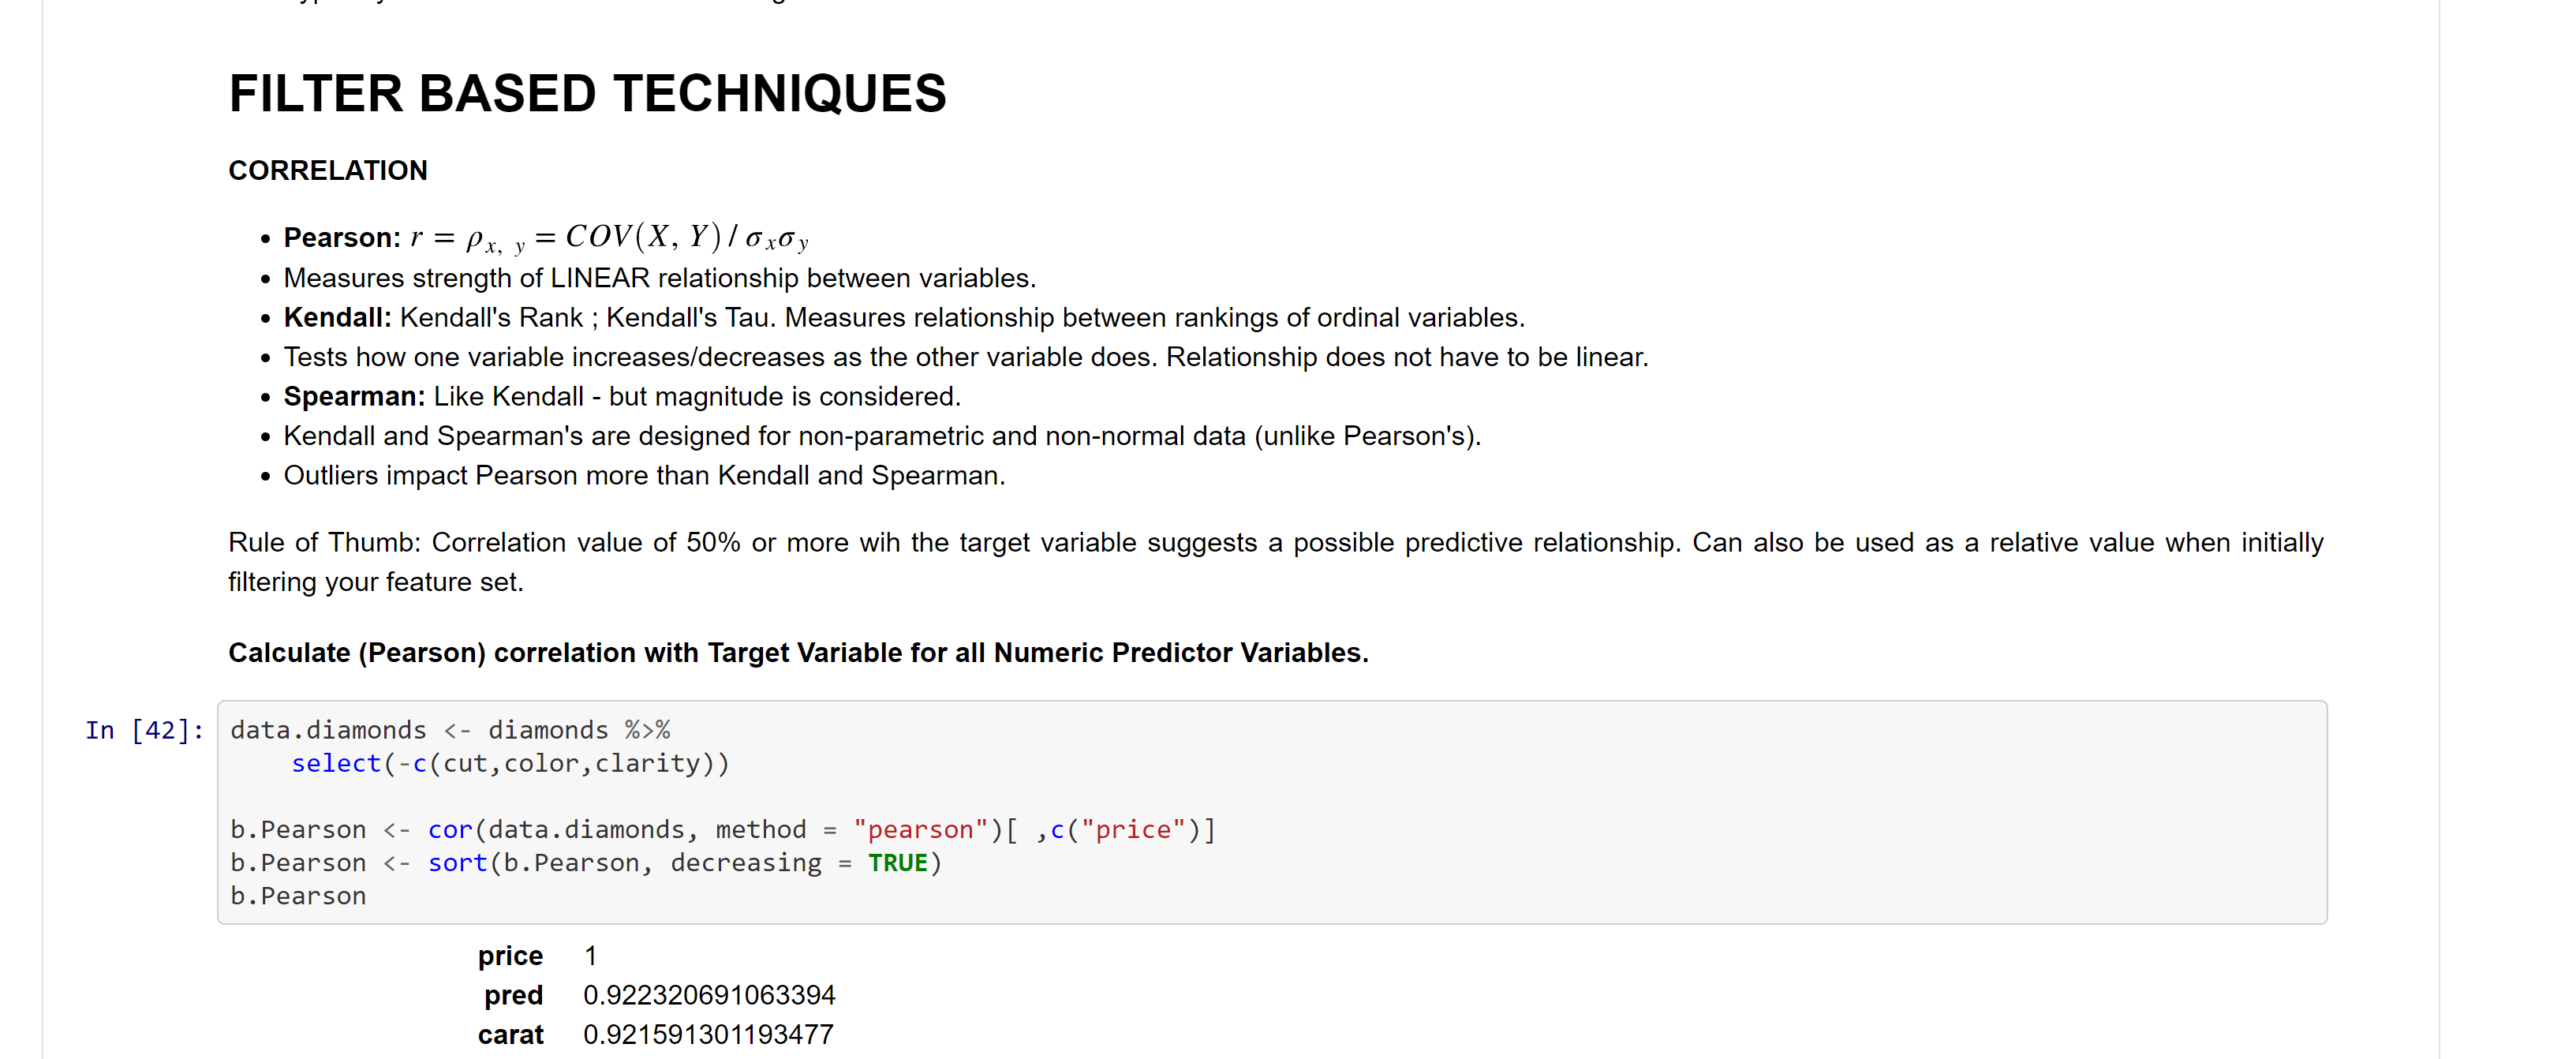 FILTER BASED TECHNIQUES
CORRELATION
• Pearson: r = ρx, y = COV(X, Y)/ σxσy
• Measures strength of LINEAR relationship between variables.
• Kendall: Kendall's Rank ; Kendall's Tau. Measures relationship between rankings of ordinal variables.
• Tests how one variable increases/decreases as the other variable does. Relationship does not have to be linear.
• Spearman: Like Kendall - but magnitude is considered.
• Kendall and Spearman's are designed for non-parametric and non-normal data (unlike Pearson's).
• Outliers impact Pearson more than Kendall and Spearman.
Rule of Thumb: Correlation value of 50% or more wih the target variable suggests a possible predictive relationship. Can also be used as a relative value when initially
filtering your feature set.
Calculate (Pearson) correlation with Target Variable for all Numeric Predictor Variables.
In [42]: data.diamonds <- diamonds %>%
    select(-c(cut,color,clarity))
b.Pearson <- cor(data.diamonds, method = "pearson")[ ,c("price")]
b.Pearson <- sort(b.Pearson, decreasing = TRUE)
b.Pearson
price 1
pred 0.922320691063394
carat 0.921591301193477